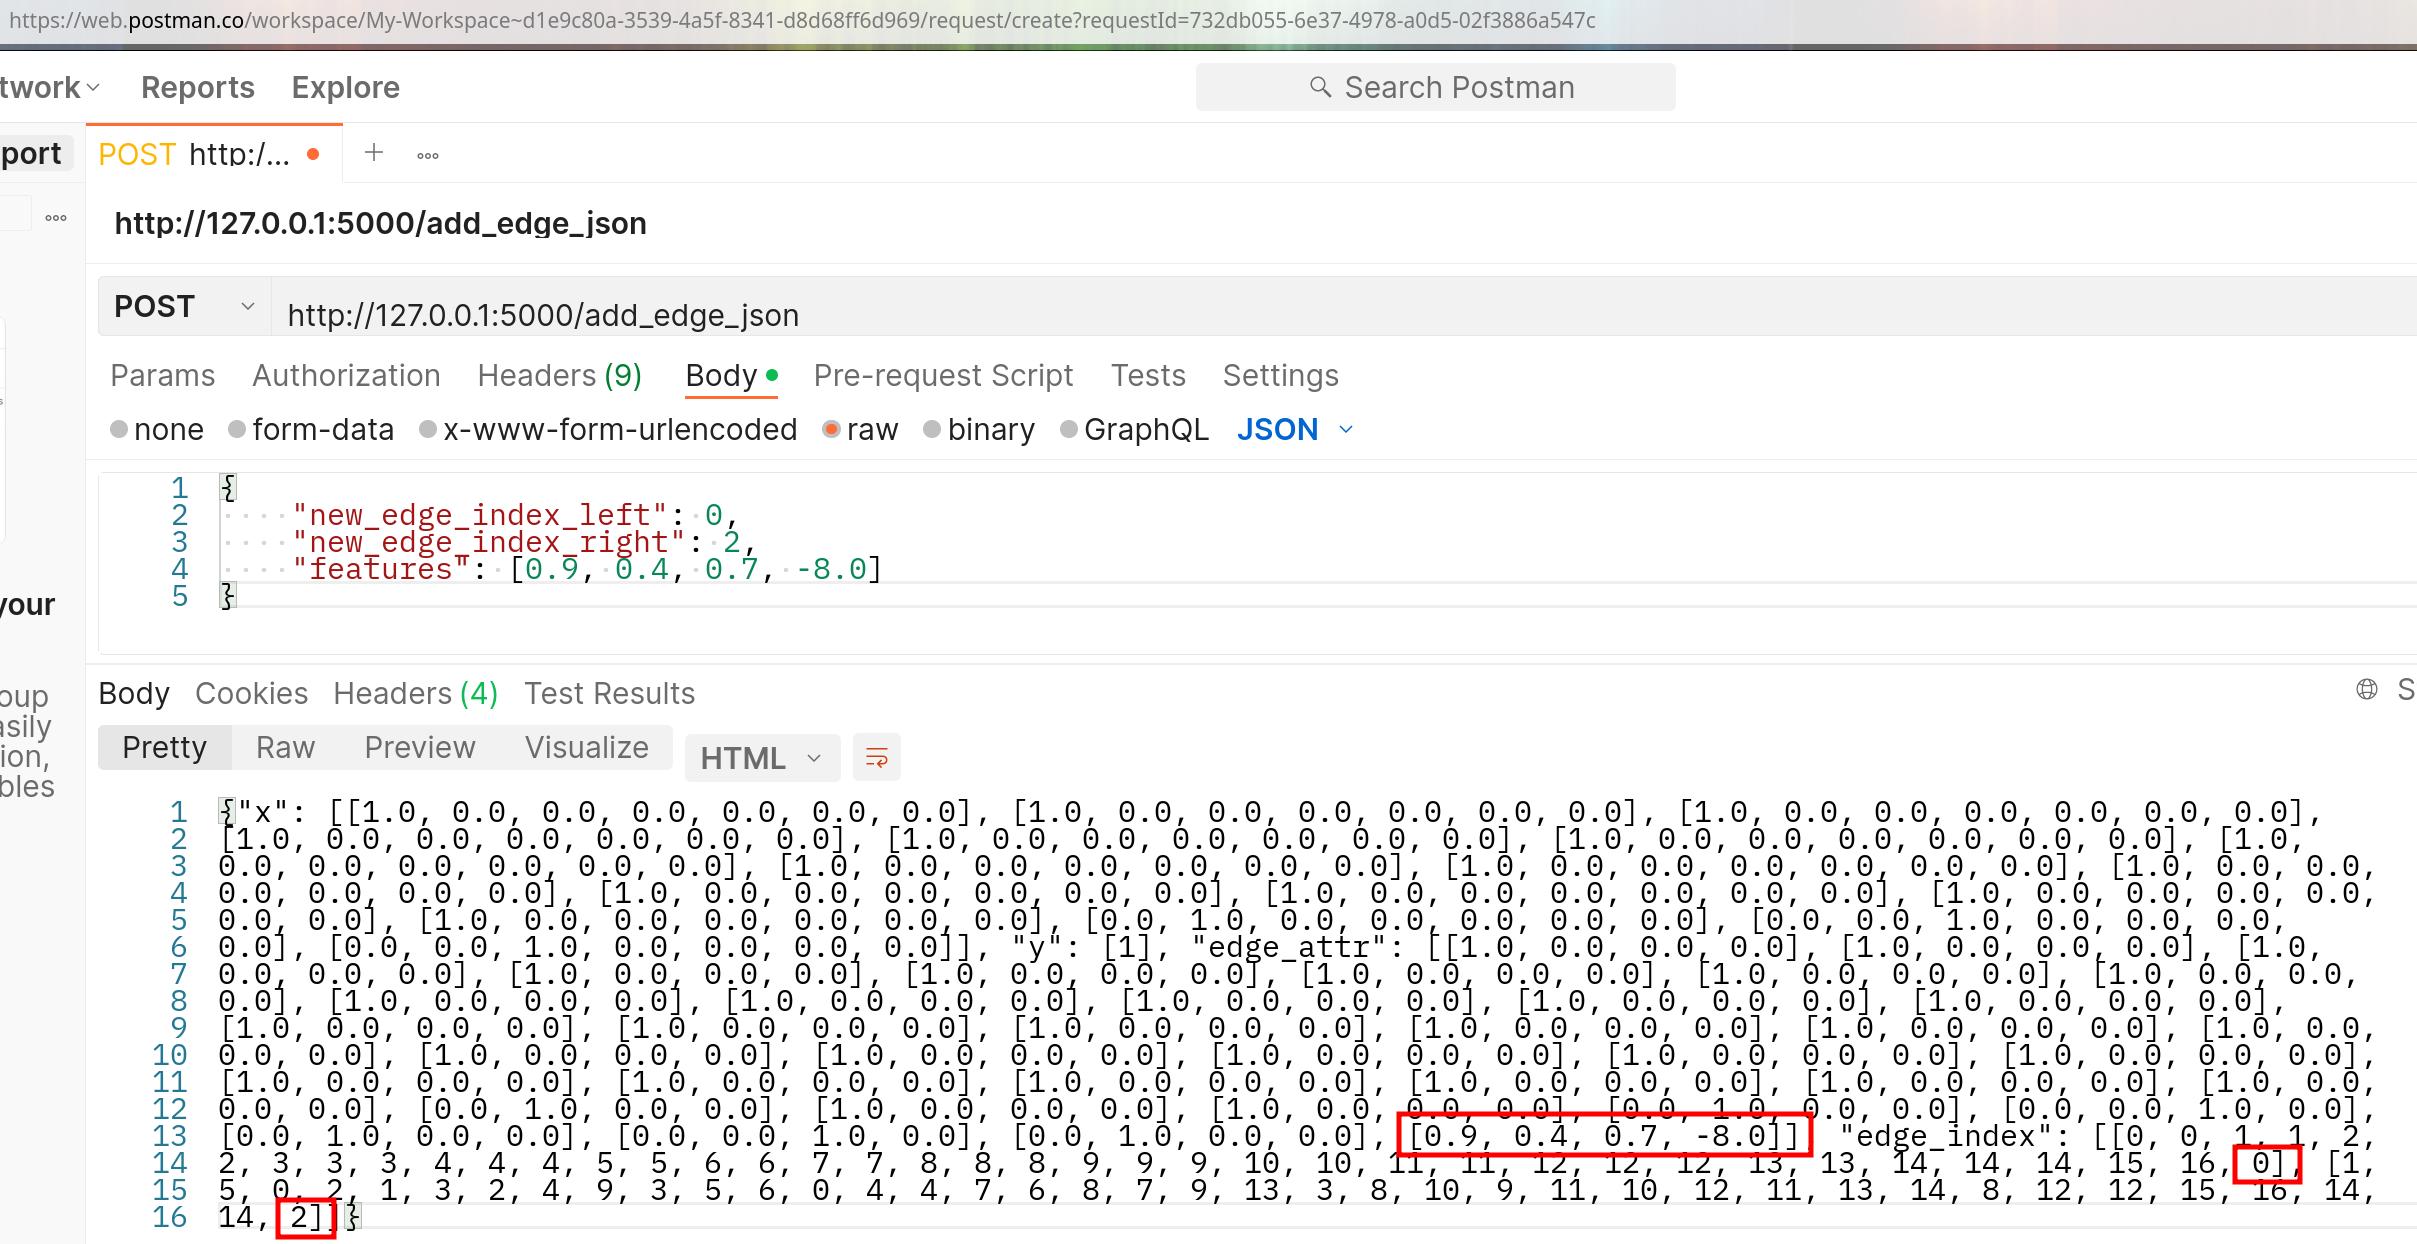 https://web.postman.co/workspace/My-Workspace~d1e9c80a-3539-4a5f-8341-d8d68ff6d969/request/create?requestId=732db055-6e37-4978-a0d5-02f3886a547c
twork Reports Explore Search Postman
port POST http:/... + ooo
ooo
http://127.0.0.1:5000/add_edge_json
POST http://127.0.0.1:5000/add_edge_json
Params Authorization Headers (9) Body Pre-request Script Tests Settings
none form-data x-www-form-urlencoded raw binary GraphQL JSON
1 {
2 "new_edge_index_left": 0,
3 "new_edge_index_right": 2,
4 "features": [0.9, 0.4, 0.7, -8.0]
5 }
your
oup
asily
ion,
bles
Body Cookies Headers (4) Test Results S
Pretty Raw Preview Visualize HTML
1 {"x": [[1.0, 0.0, 0.0, 0.0, 0.0, 0.0, 0.0], [1.0, 0.0, 0.0, 0.0, 0.0, 0.0, 0.0], [1.0, 0.0, 0.0, 0.0, 0.0, 0.0, 0.0],
2 [1.0, 0.0, 0.0, 0.0, 0.0, 0.0, 0.0], [1.0, 0.0, 0.0, 0.0, 0.0, 0.0, 0.0], [1.0, 0.0, 0.0, 0.0, 0.0, 0.0, 0.0], [1.0,
3 0.0, 0.0, 0.0, 0.0, 0.0, 0.0], [1.0, 0.0, 0.0, 0.0, 0.0, 0.0, 0.0], [1.0, 0.0, 0.0, 0.0, 0.0, 0.0, 0.0], [1.0, 0.0, 0.0,
4 0.0, 0.0, 0.0, 0.0], [1.0, 0.0, 0.0, 0.0, 0.0, 0.0, 0.0], [1.0, 0.0, 0.0, 0.0, 0.0, 0.0, 0.0], [1.0, 0.0, 0.0, 0.0, 0.0,
5 0.0, 0.0], [1.0, 0.0, 0.0, 0.0, 0.0, 0.0, 0.0], [0.0, 1.0, 0.0, 0.0, 0.0, 0.0, 0.0], [0.0, 0.0, 1.0, 0.0, 0.0, 0.0,
6 0.0], [0.0, 0.0, 1.0, 0.0, 0.0, 0.0, 0.0]], "y": [1], "edge_attr": [[1.0, 0.0, 0.0, 0.0], [1.0, 0.0, 0.0, 0.0], [1.0,
7 0.0, 0.0, 0.0], [1.0, 0.0, 0.0, 0.0], [1.0, 0.0, 0.0, 0.0], [1.0, 0.0, 0.0, 0.0], [1.0, 0.0, 0.0, 0.0], [1.0, 0.0, 0.0,
8 0.0], [1.0, 0.0, 0.0, 0.0], [1.0, 0.0, 0.0, 0.0], [1.0, 0.0, 0.0, 0.0], [1.0, 0.0, 0.0, 0.0], [1.0, 0.0, 0.0, 0.0],
9 [1.0, 0.0, 0.0, 0.0], [1.0, 0.0, 0.0, 0.0], [1.0, 0.0, 0.0, 0.0], [1.0, 0.0, 0.0, 0.0], [1.0, 0.0, 0.0, 0.0], [1.0, 0.0,
10 0.0, 0.0], [1.0, 0.0, 0.0, 0.0], [1.0, 0.0, 0.0, 0.0], [1.0, 0.0, 0.0, 0.0], [1.0, 0.0, 0.0, 0.0], [1.0, 0.0, 0.0, 0.0],
11 [1.0, 0.0, 0.0, 0.0], [1.0, 0.0, 0.0, 0.0], [1.0, 0.0, 0.0, 0.0], [1.0, 0.0, 0.0, 0.0], [1.0, 0.0, 0.0, 0.0], [1.0, 0.0,
12 0.0, 0.0], [0.0, 1.0, 0.0, 0.0], [1.0, 0.0, 0.0, 0.0], [1.0, 0.0, 0.0, 0.0], [0.0, 1.0, 0.0, 0.0], [0.0, 0.0, 1.0, 0.0],
13 [0.0, 1.0, 0.0, 0.0], [0.0, 0.0, 1.0, 0.0], [0.0, 1.0, 0.0, 0.0], [0.9, 0.4, 0.7, -8.0]], "edge_index": [[0, 0, 1, 1, 2,
14 2, 3, 3, 3, 4, 4, 4, 5, 5, 6, 6, 7, 7, 8, 8, 8, 9, 9, 9, 10, 10, 11, 11, 12, 12, 12, 13, 13, 14, 14, 14, 15, 16, 0], [1,
15 5, 0, 2, 1, 3, 2, 4, 9, 3, 5, 6, 0, 4, 4, 7, 6, 8, 7, 9, 13, 3, 8, 10, 9, 11, 10, 12, 11, 13, 14, 8, 12, 12, 15, 16, 14,
16 14, 2]]}